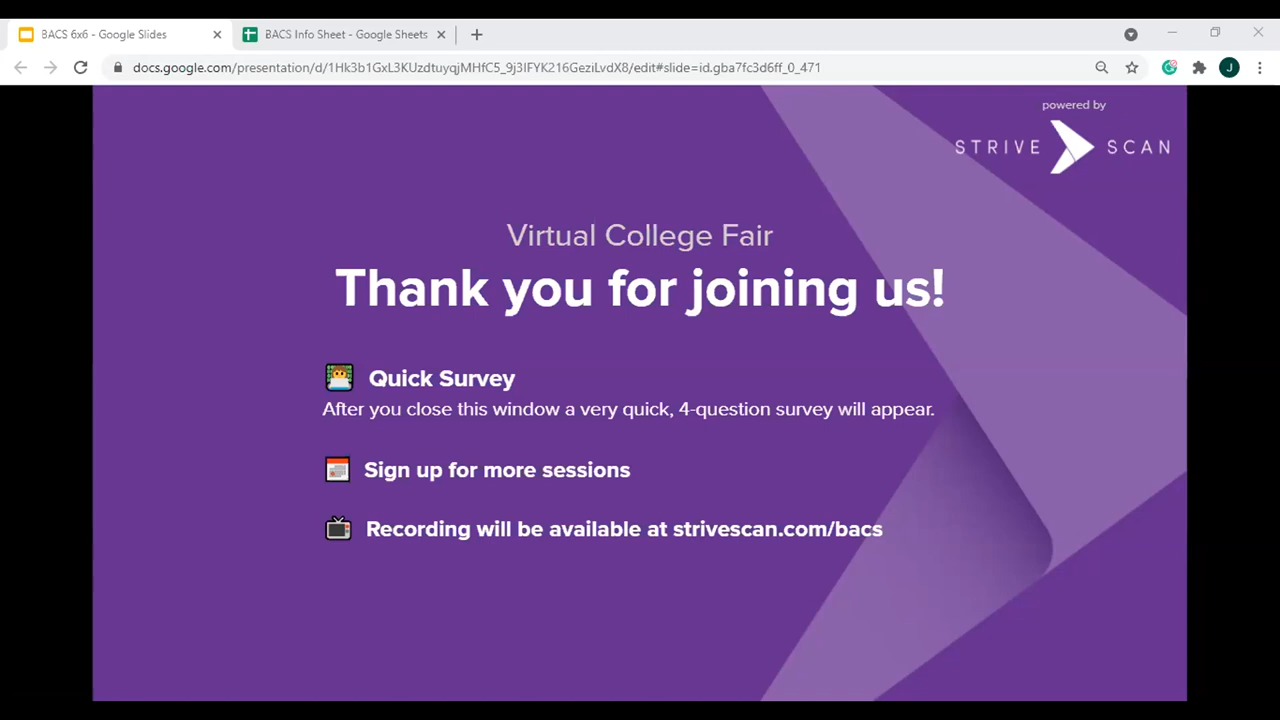 BACS 6x6 - Google Slides
BACS Info Sheet - Google Sheets
docs.google.com/presentation/d/1Hk3b1GxL3KUzdtuyqjMHfC5_9j3IFYK216GeziLvdX8/edit#slide=id.gba7fc3d6ff_0_471
J
powered by
STRIVE SCAN
Virtual College Fair
Thank you for joining us!
Quick Survey
After you close this window a very quick, 4-question survey will appear.
Sign up for more sessions
Recording will be available at strivescan.com/bacs